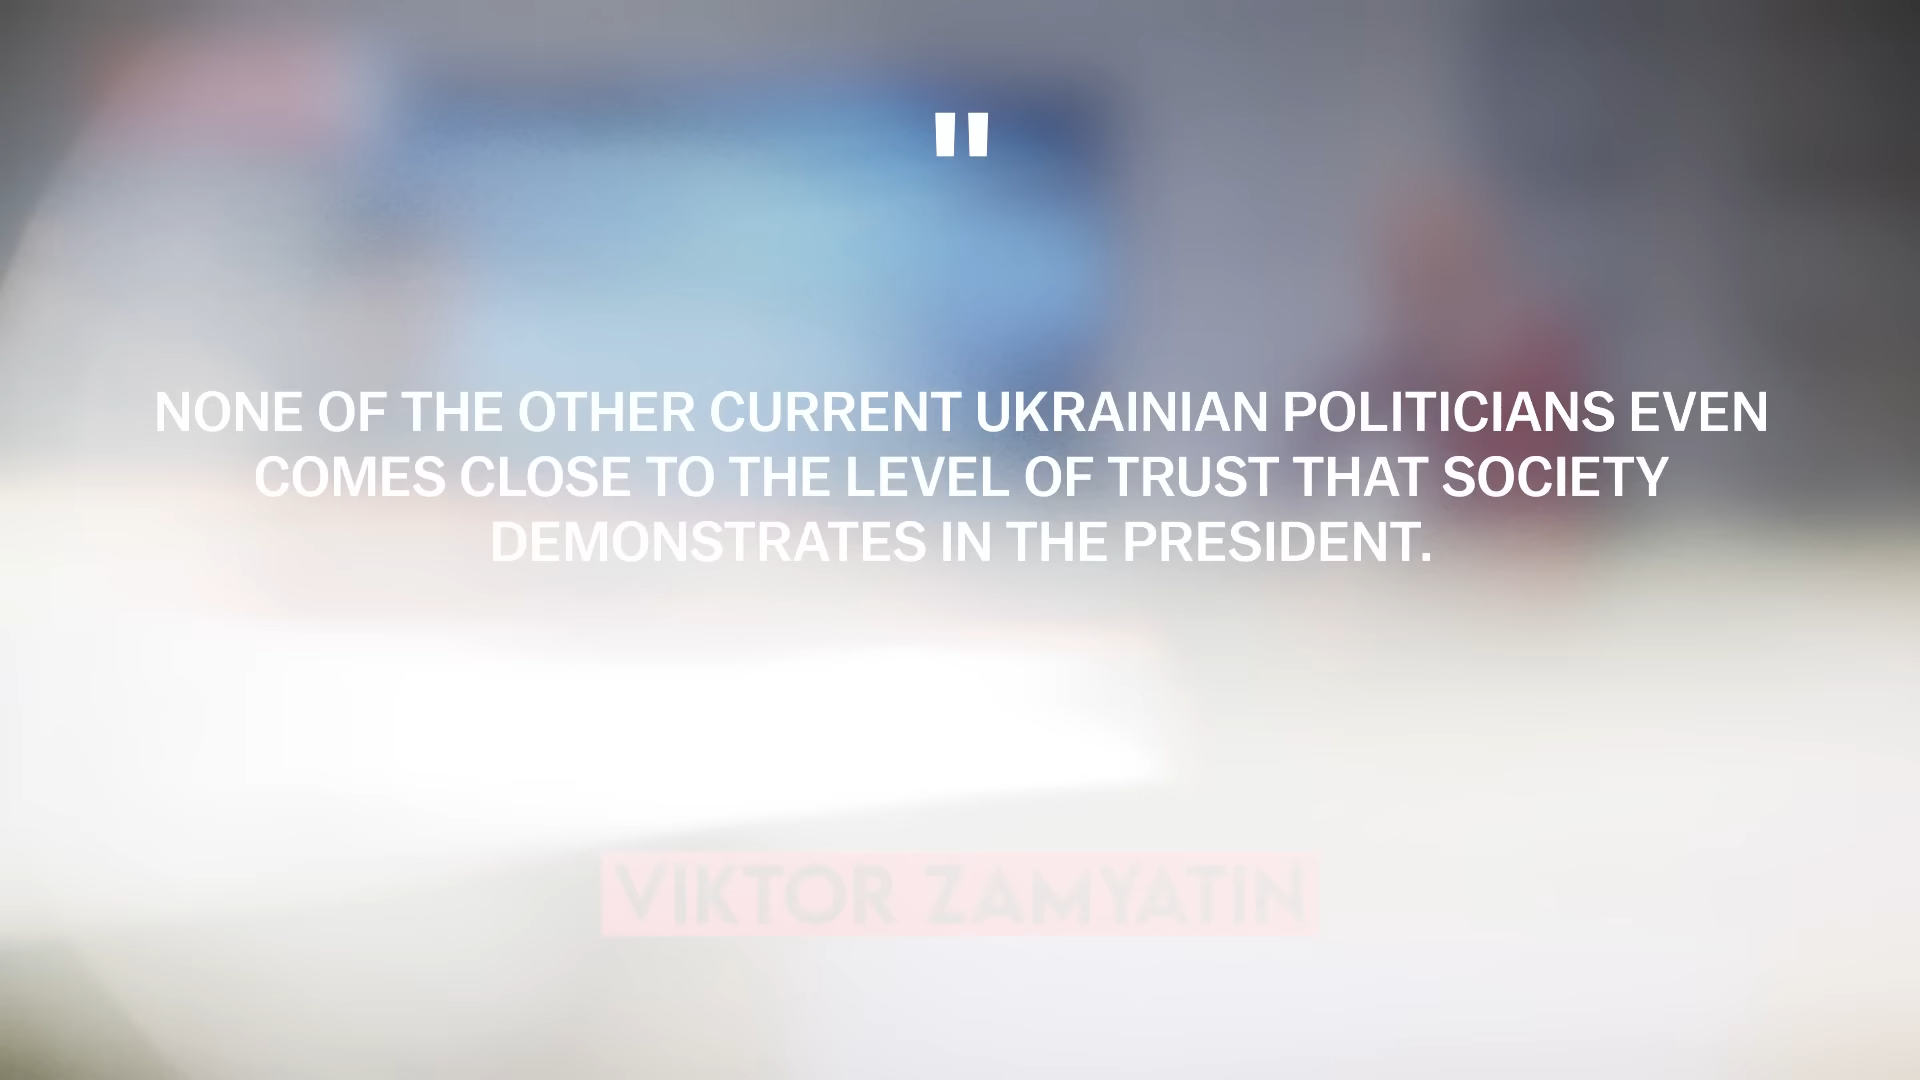 "
NONE OF THE OTHER CURRENT UKRAINIAN POLITICIANS EVEN
COMES CLOSE TO THE LEVEL OF TRUST THAT SOCIETY
DEMONSTRATES IN THE PRESIDENT.
VIKTOR ZAMYATIN